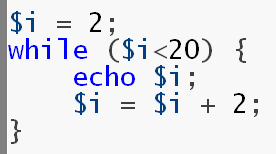 $i = 2;
while ($i<20) {
    echo $i;
    $i = $i + 2;
}